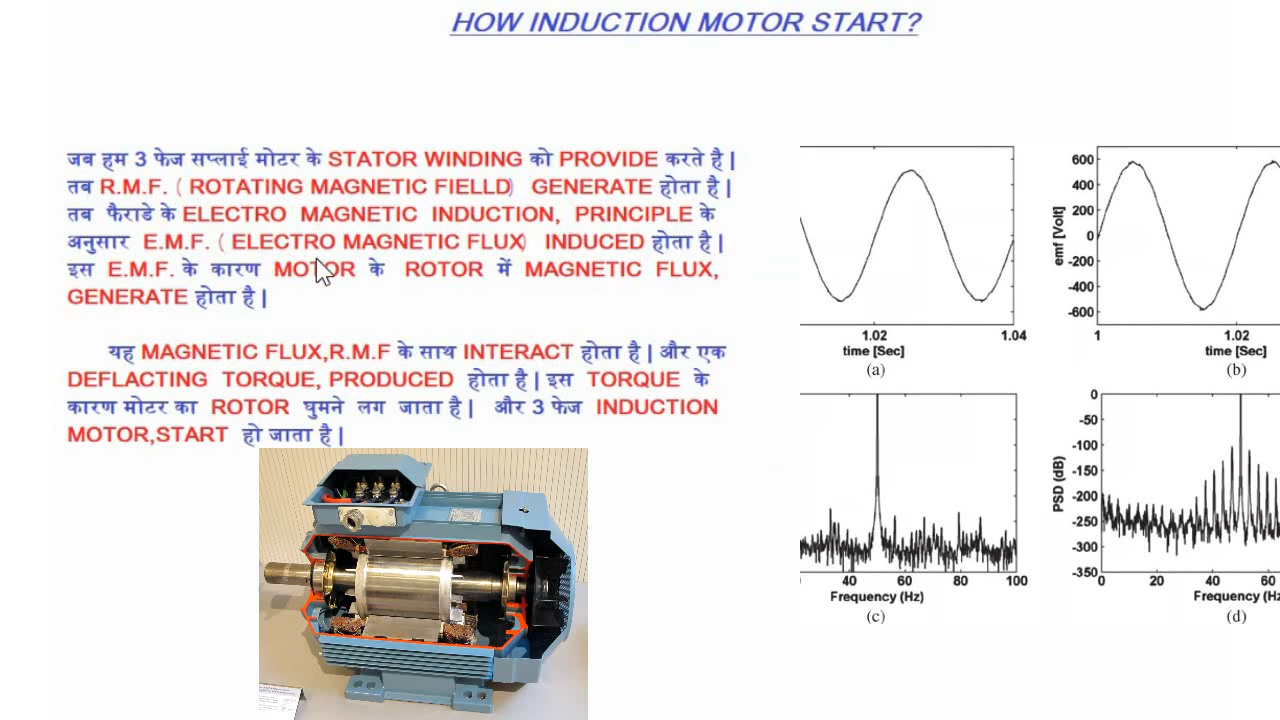 HOW INDUCTION MOTOR START?
जब हम 3 फेज सप्लाई मोटर के STATOR WINDING को PROVIDE करते है |
तब R.M.F. ( ROTATING MAGNETIC FIELLD) GENERATE होता है |
तब फैराडे के ELECTRO MAGNETIC INDUCTION, PRINCIPLE के
अनुसार E.M.F. ( ELECTRO MAGNETIC FLUX) INDUCED होता है |
इस E.M.F. के कारण MOTOR के ROTOR में MAGNETIC FLUX,
GENERATE होता है |
यह MAGNETIC FLUX,R.M.F के साथ INTERACT होता है | और एक
DEFLACTING TORQUE, PRODUCED होता है | इस TORQUE के
कारण मोटर का ROTOR घुमने लग जाता है | और 3 फेज INDUCTION
MOTOR,START हो जाता है |
1.02 1.04
time [Sec]
(a)
emf [Volt]
600
400
200
0
-200
-400
-600
1 1.02
time [Sec]
(b)
40 60 80 100
Frequency (Hz)
(c)
PSD (dB)
0
-50
-100
-150
-200
-250
-300
-350
0 20 40 60
Frequency (Hz
(d)